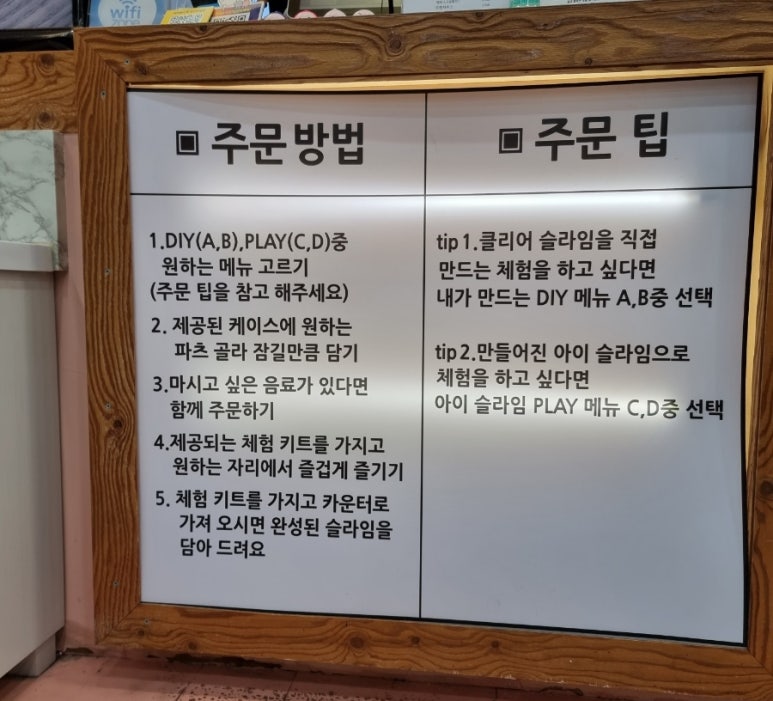 wifi
zone
▣ 주문방법
1.DIY(A,B),PLAY(C,D)중
원하는 메뉴 고르기
(주문 팁을 참고 해주세요)
2. 제공된 케이스에 원하는
파츠 골라 잠길만큼 담기
3.마시고 싶은 음료가 있다면
함께 주문하기
4.제공되는 체험 키트를 가지고
원하는 자리에서 즐겁게 즐기기
5. 체험 키트를 가지고 카운터로
가져 오시면 완성된 슬라임을
담아 드려요
▣ 주문 팁
tip 1.클리어 슬라임을 직접
만드는 체험을 하고 싶다면
내가 만드는 DIY 메뉴 A,B중 선택
tip 2.만들어진 아이 슬라임으로
체험을 하고 싶다면
아이 슬라임 PLAY 메뉴 C,D중 선택